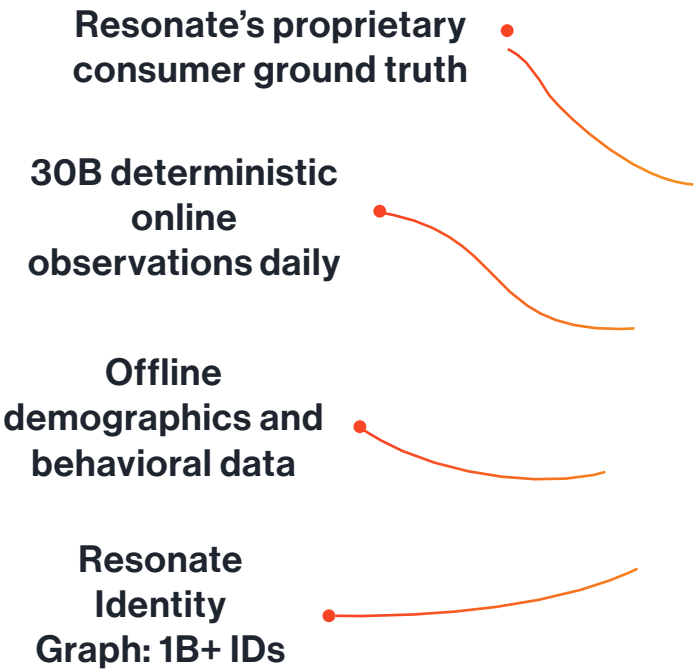 Resonate’s proprietary
consumer ground truth
30B deterministic
online
observations daily
Offline
demographics and
behavioral data
Resonate
Identity
Graph: 1B+ IDs